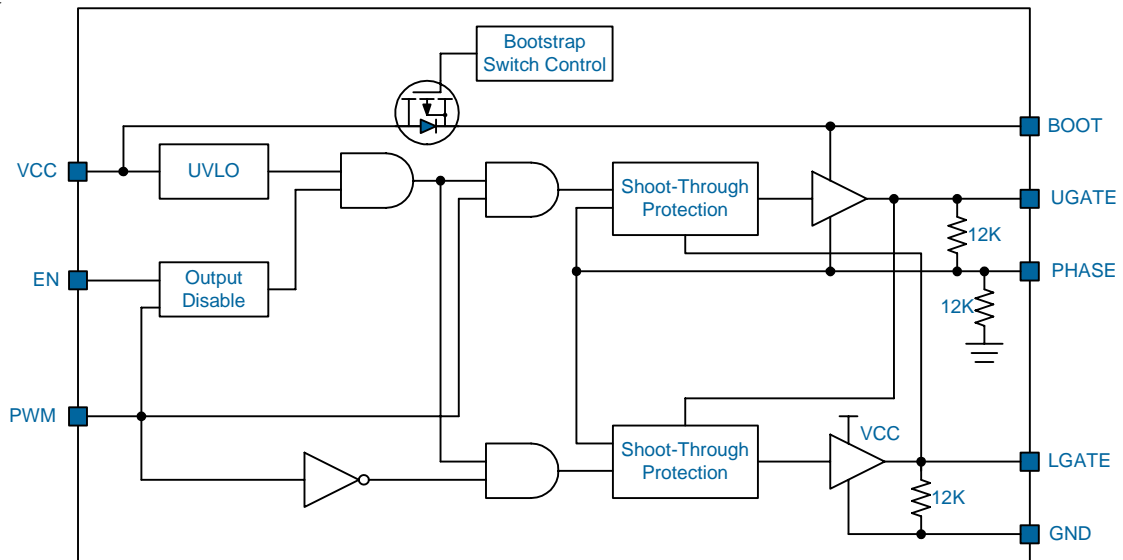 Bootstrap
Switch Control
BOOT
VCC
UVLO
Shoot-Through
Protection
UGATE
12K
EN
Output
Disable
PHASE
12K
PWM
VCC
Shoot-Through
Protection
LGATE
12K
GND